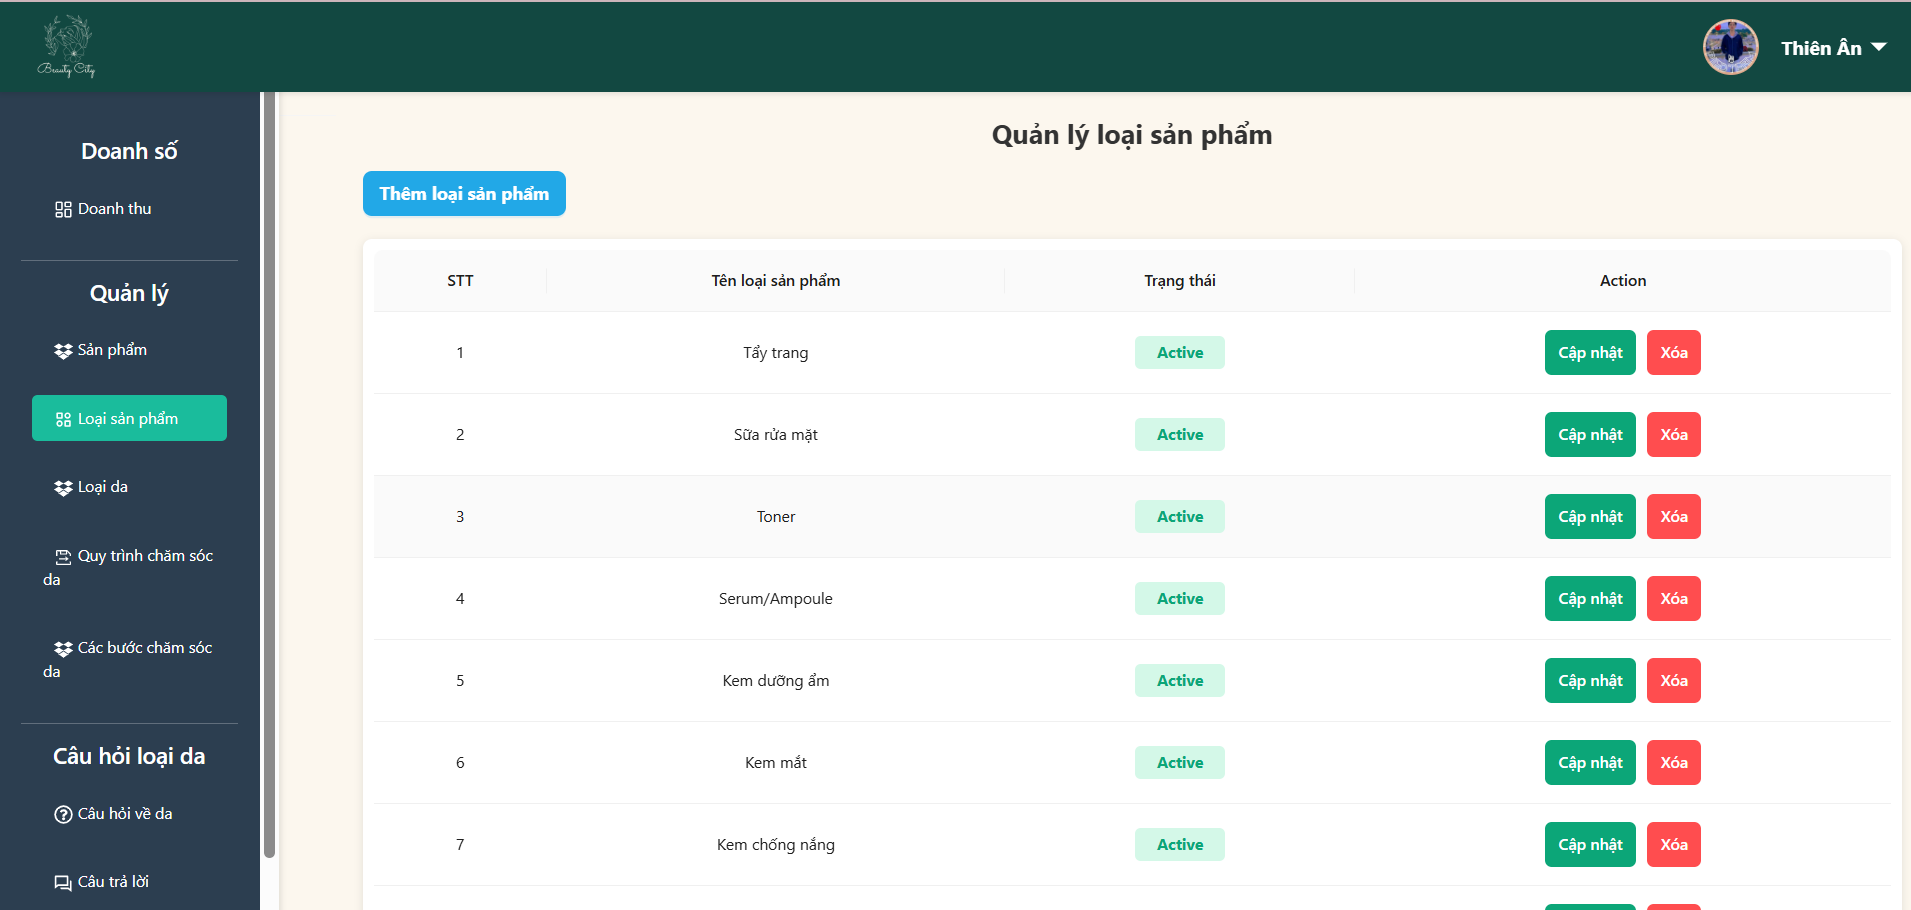 Beauty City
Thiên Ân
Doanh số
Doanh thu
Quản lý
Sản phẩm
Loại sản phẩm
Loại da
Quy trình chăm sóc
da
Các bước chăm sóc
da
Câu hỏi loại da
Câu hỏi về da
Câu trả lời
Quản lý loại sản phẩm
Thêm loại sản phẩm
STT Tên loại sản phẩm Trạng thái Action
1 Tẩy trang Active Cập nhật Xóa
2 Sữa rửa mặt Active Cập nhật Xóa
3 Toner Active Cập nhật Xóa
4 Serum/Ampoule Active Cập nhật Xóa
5 Kem dưỡng ẩm Active Cập nhật Xóa
6 Kem mắt Active Cập nhật Xóa
7 Kem chống nắng Active Cập nhật Xóa